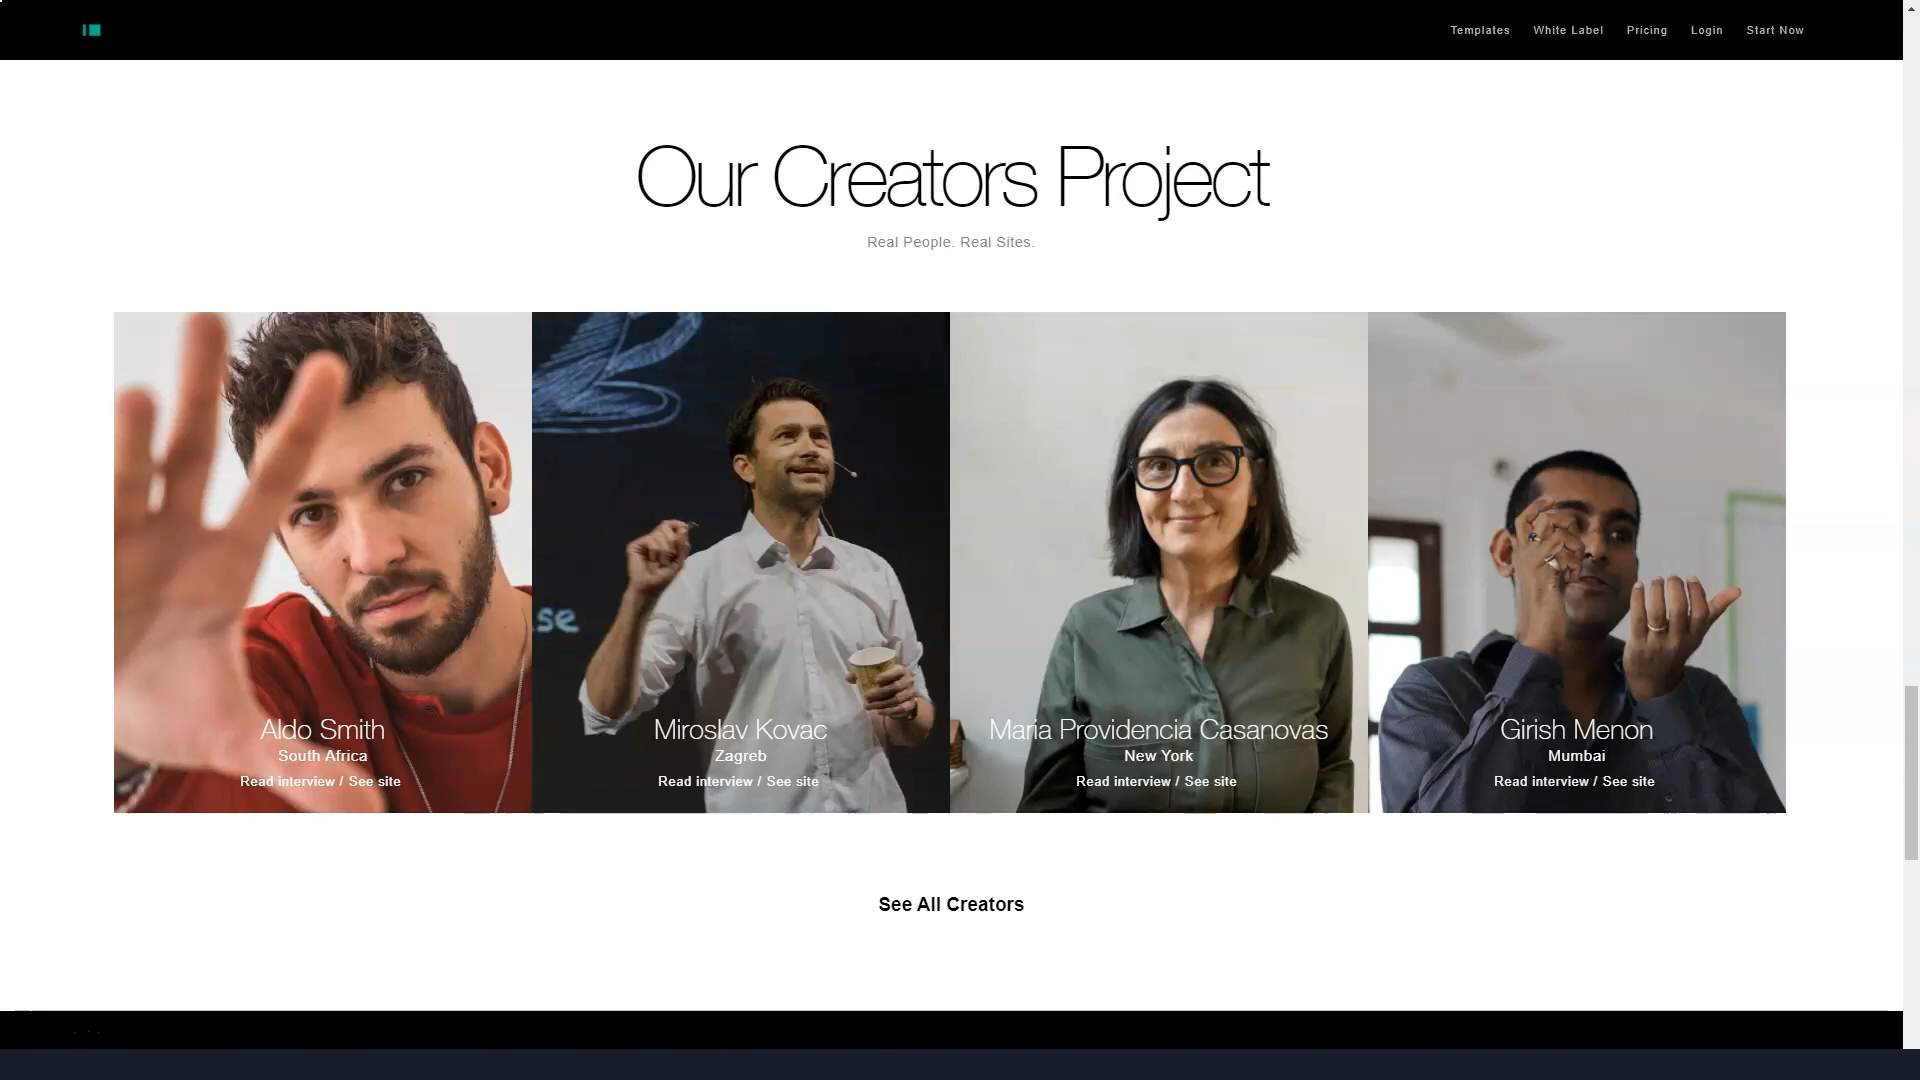 Templates White Label Pricing Login Start Now
Our Creators Project
Real People. Real Sites.
se
Aldo Smith
South Africa
Read interview / See site
Miroslav Kovac
Zagreb
Read interview / See site
Maria Providencia Casanovas
New York
Read interview / See site
Girish Menon
Mumbai
Read interview / See site
See All Creators